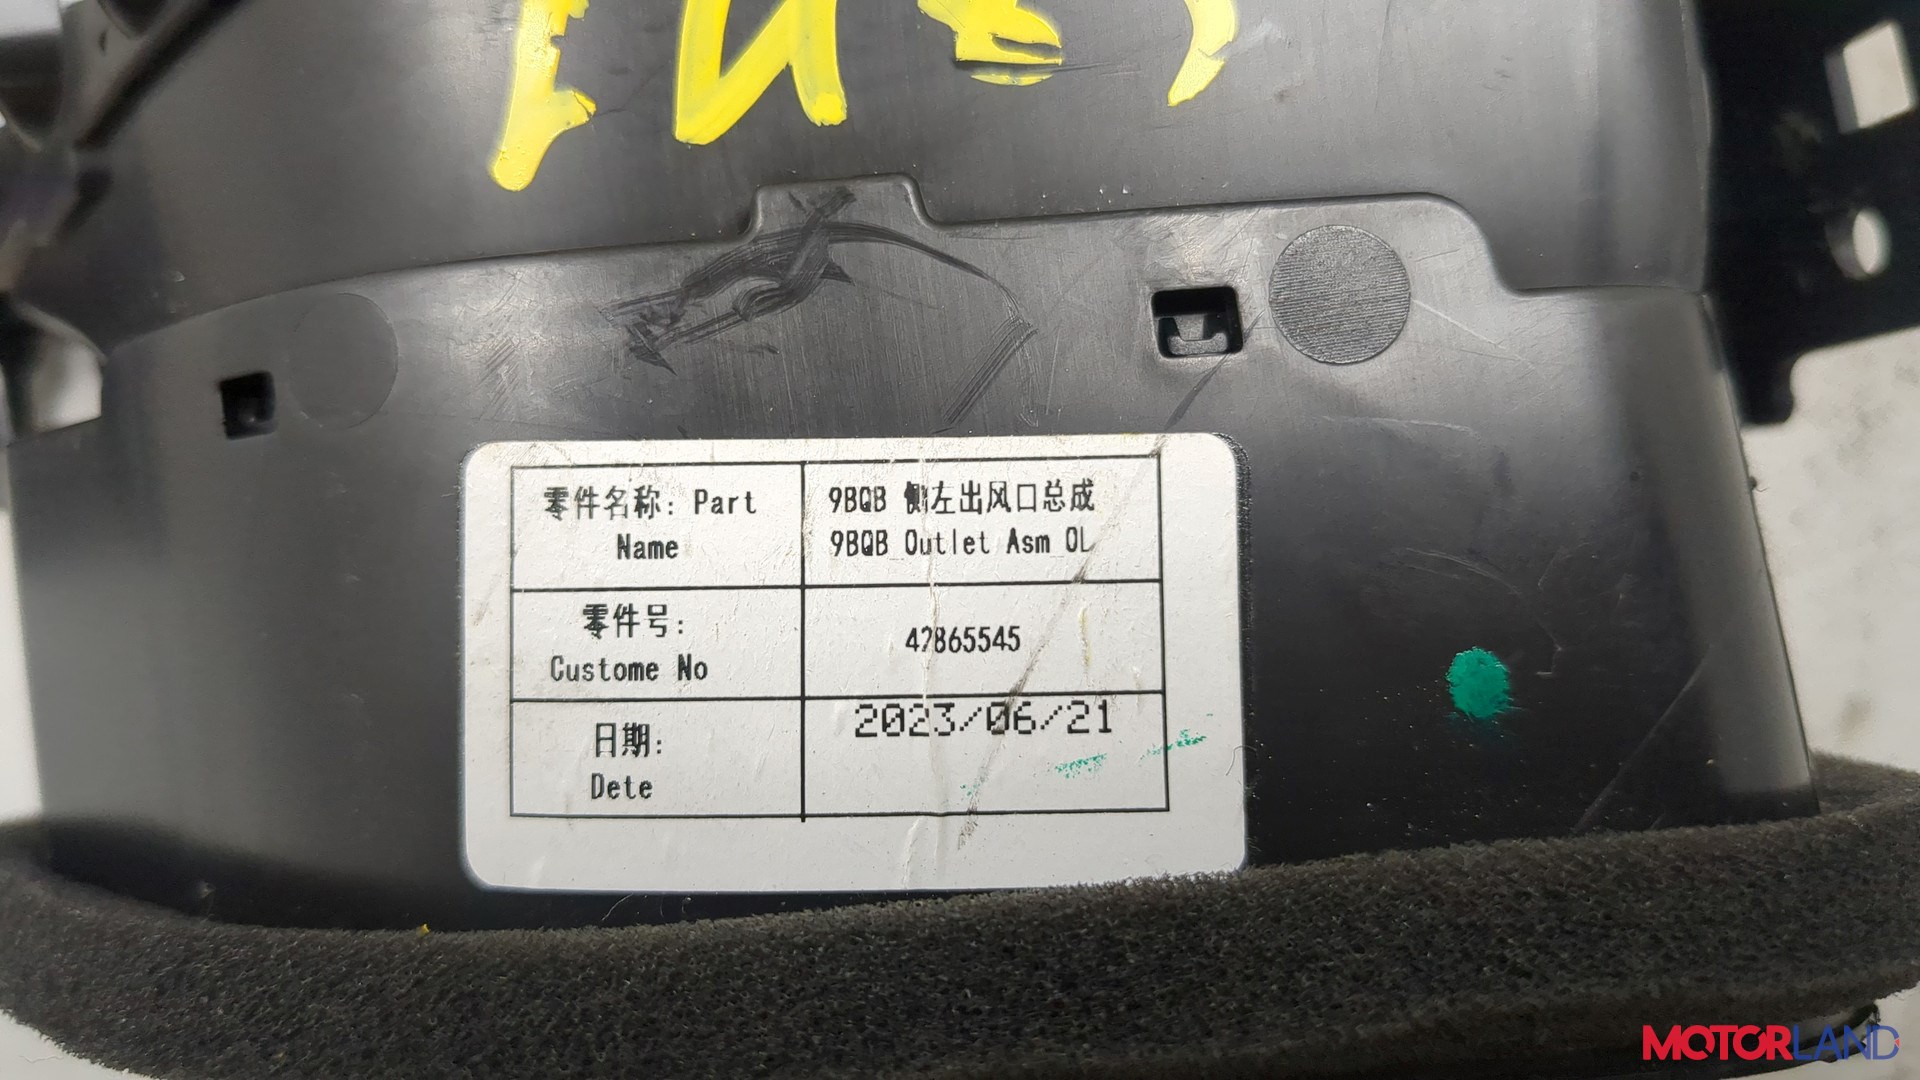 零件名称: Part
Name
9BQB 侧左出风口总成
9BQB Outlet Asm OL
零件号:
Custome No
42865545
日期:
Dete
2023/06/21
MOTORLAND